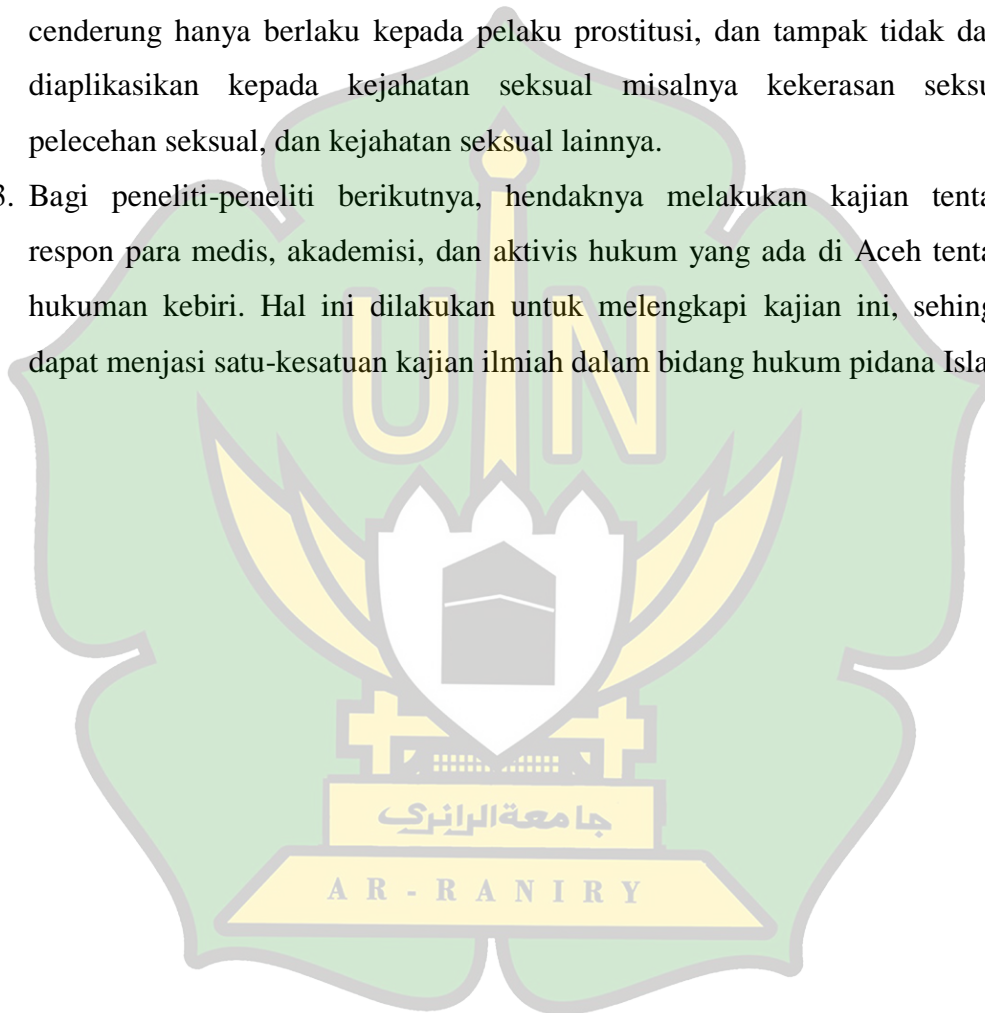 cenderung hanya berlaku kepada pelaku prostitusi, dan tampak tidak da
diaplikasikan kepada kejahatan seksual misalnya kekerasan seksu
pelecehan seksual, dan kejahatan seksual lainnya.
3. Bagi peneliti-peneliti berikutnya, hendaknya melakukan kajian tenta
respon para medis, akademisi, dan aktivis hukum yang ada di Aceh tenta
hukuman kebiri. Hal ini dilakukan untuk melengkapi kajian ini, sehing
dapat menjasi satu-kesatuan kajian ilmiah dalam bidang hukum pidana Isla
UIN
جامعةالرانري
AR-RANIRY